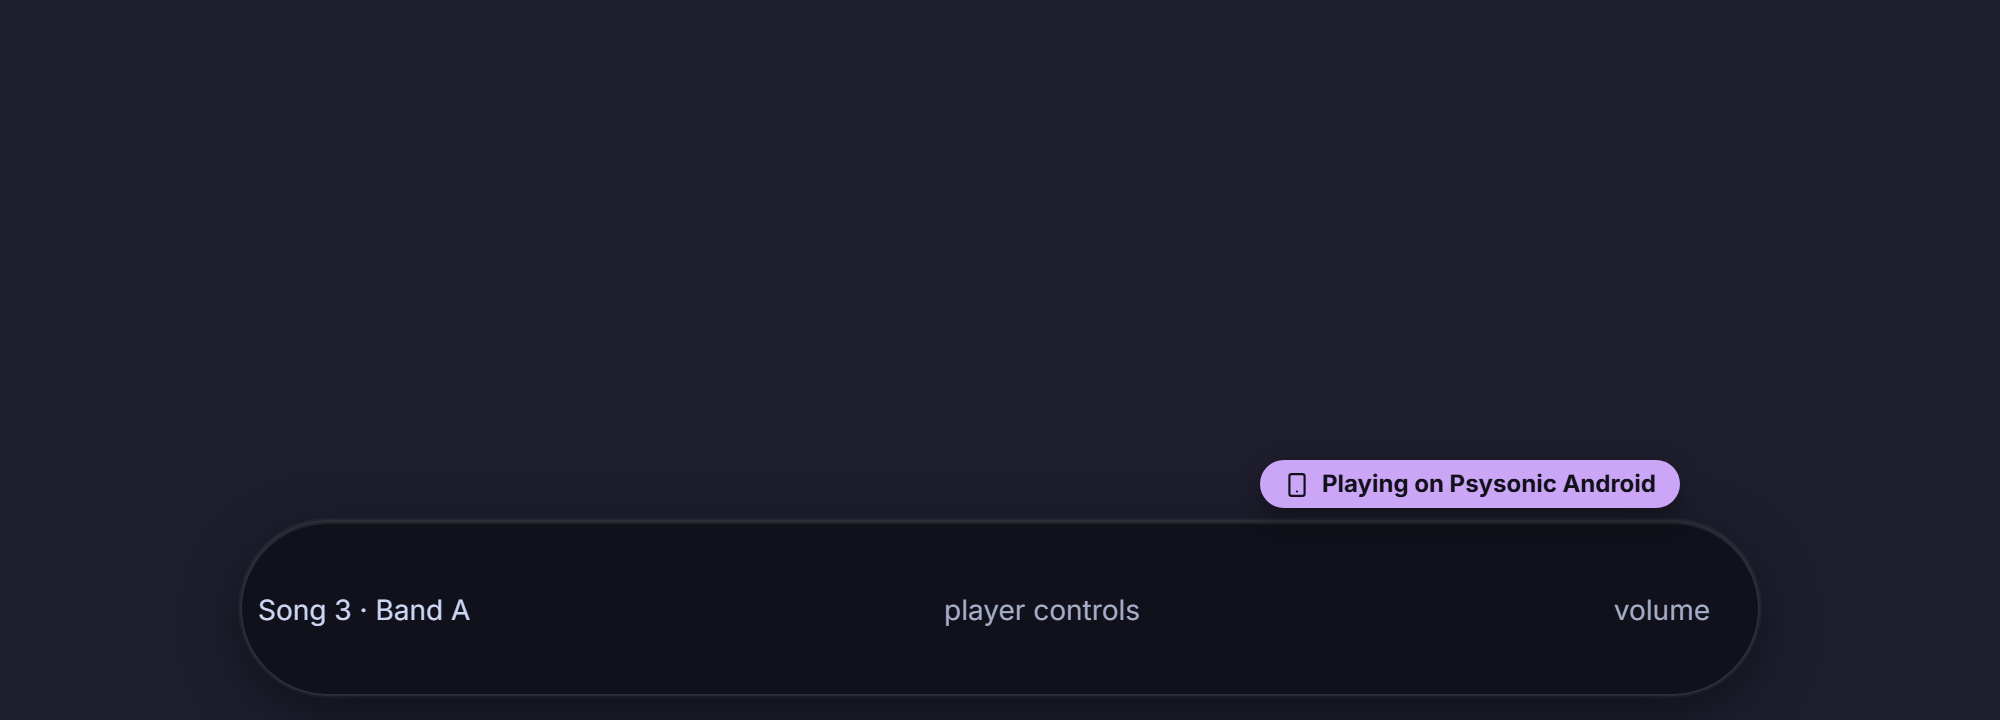 Playing on Psysonic Android
Song 3 · Band A
player controls
volume